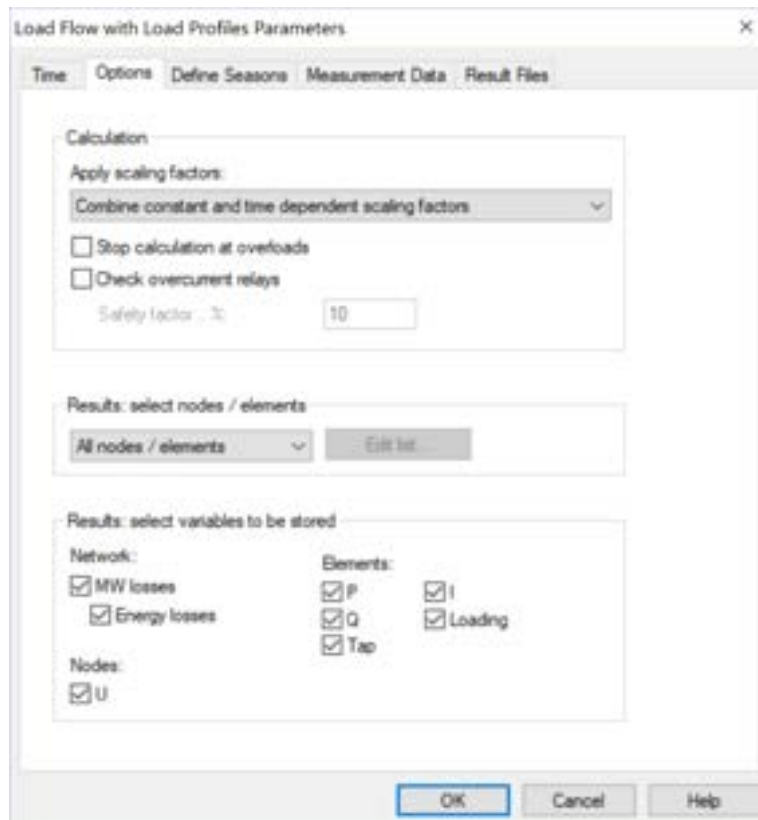 Load Flow with Load Profiles Parameters
Time Options Define Seasons Measurement Data Result Files
Calculation
Apply scaling factors:
Combine constant and time dependent scaling factors
Stop calculation at overloads
Check overcurrent relays
Safety factor .. %: 10
Results: select nodes / elements
All nodes / elements Edit list...
Results: select variables to be stored
Network:
MW losses
Energy losses
Nodes:
U
Elements:
P I
Q Loading
Tap
OK Cancel Help